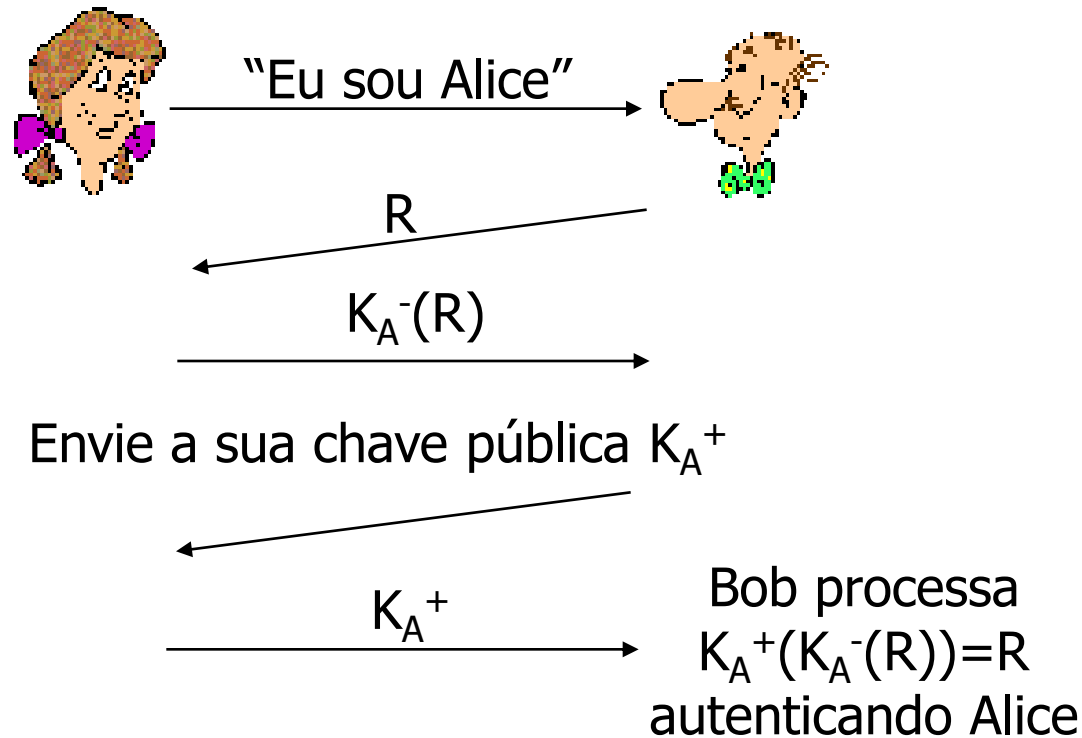 “Eu sou Alice”
R
K_A^-(R)
Envie a sua chave pública K_A^+
K_A^+
Bob processa
K_A^+(K_A^-(R))=R
autenticando Alice